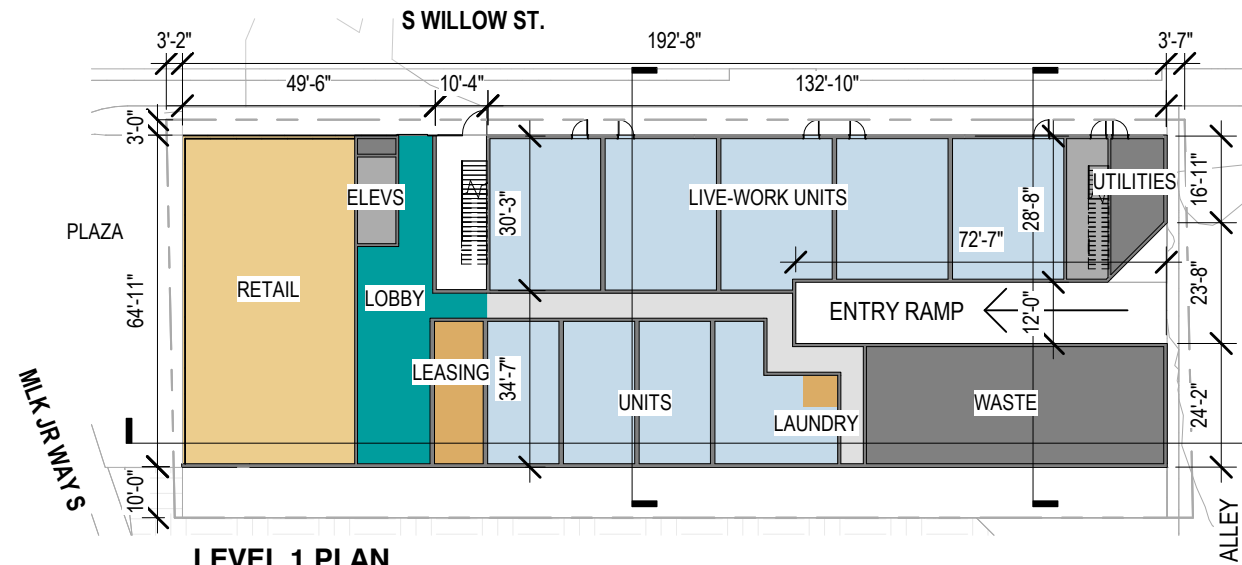 S WILLOW ST.
3'-2"
192'-8"
3'-7"
49'-6"
10'-4"
132'-10"
3'-0"
ELEVS
30'-3"
LIVE-WORK UNITS
28'-8"
UTILITIES
16'-11"
PLAZA
72'-7"
64'-11"
RETAIL
LOBBY
ENTRY RAMP
12'-0"
23'-8"
LEASING
34'-7"
UNITS
LAUNDRY
WASTE
24'-2"
MLK JR WAY S
10'-0"
ALLEY
LEVEL 1 PLAN